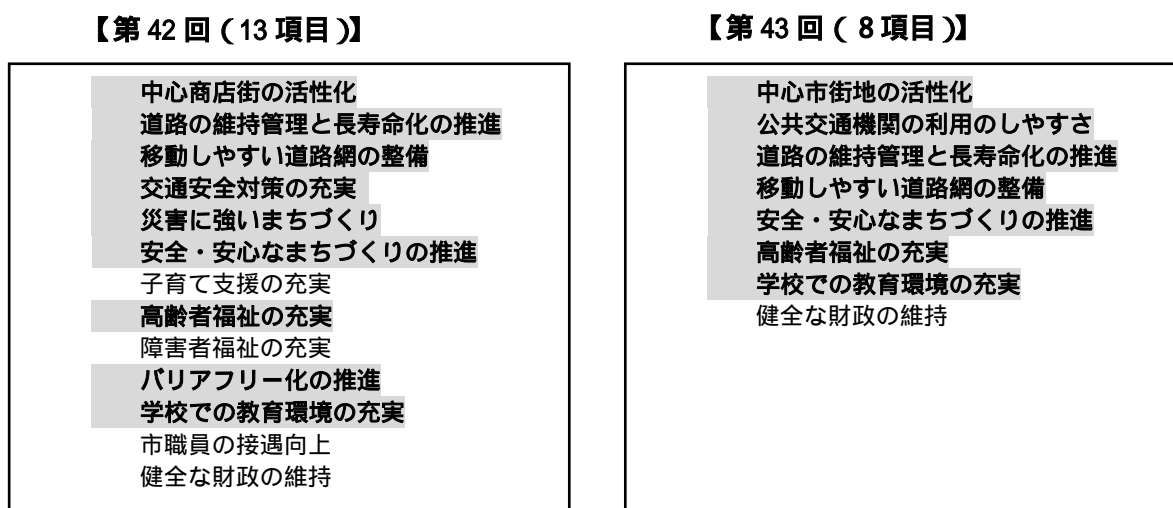 【第 42 回（13 項目）】
中心商店街の活性化
道路の維持管理と長寿命化の推進
移動しやすい道路網の整備
交通安全対策の充実
災害に強いまちづくり
安全・安心なまちづくりの推進
子育て支援の充実
高齢者福祉の充実
障害者福祉の充実
バリアフリー化の推進
学校での教育環境の充実
市職員の接遇向上
健全な財政の維持
【第 43 回（ 8 項目）】
中心市街地の活性化
公共交通機関の利用のしやすさ
道路の維持管理と長寿命化の推進
移動しやすい道路網の整備
安全・安心なまちづくりの推進
高齢者福祉の充実
学校での教育環境の充実
健全な財政の維持